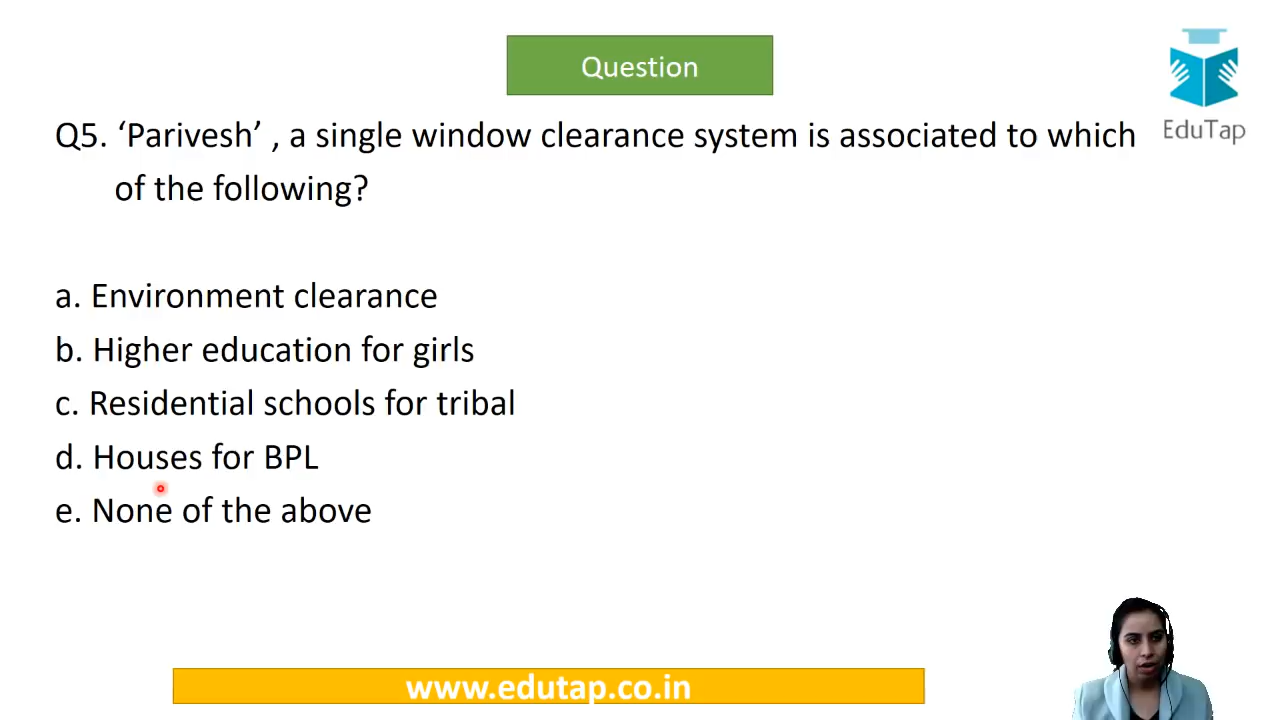 Question
EduTap
Q5. ‘Parivesh’ , a single window clearance system is associated to which
of the following?
a. Environment clearance
b. Higher education for girls
c. Residential schools for tribal
d. Houses for BPL
e. None of the above
www.edutap.co.in